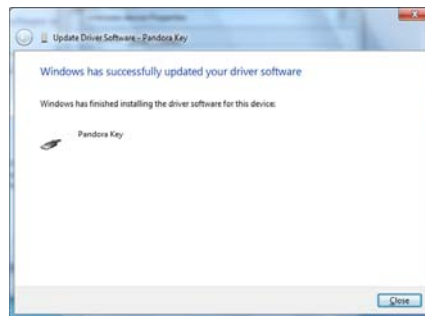 Update Driver Software - Pandora Key
Windows has successfully updated your driver software
Windows has finished installing the driver software for this device:
Pandora Key
Close